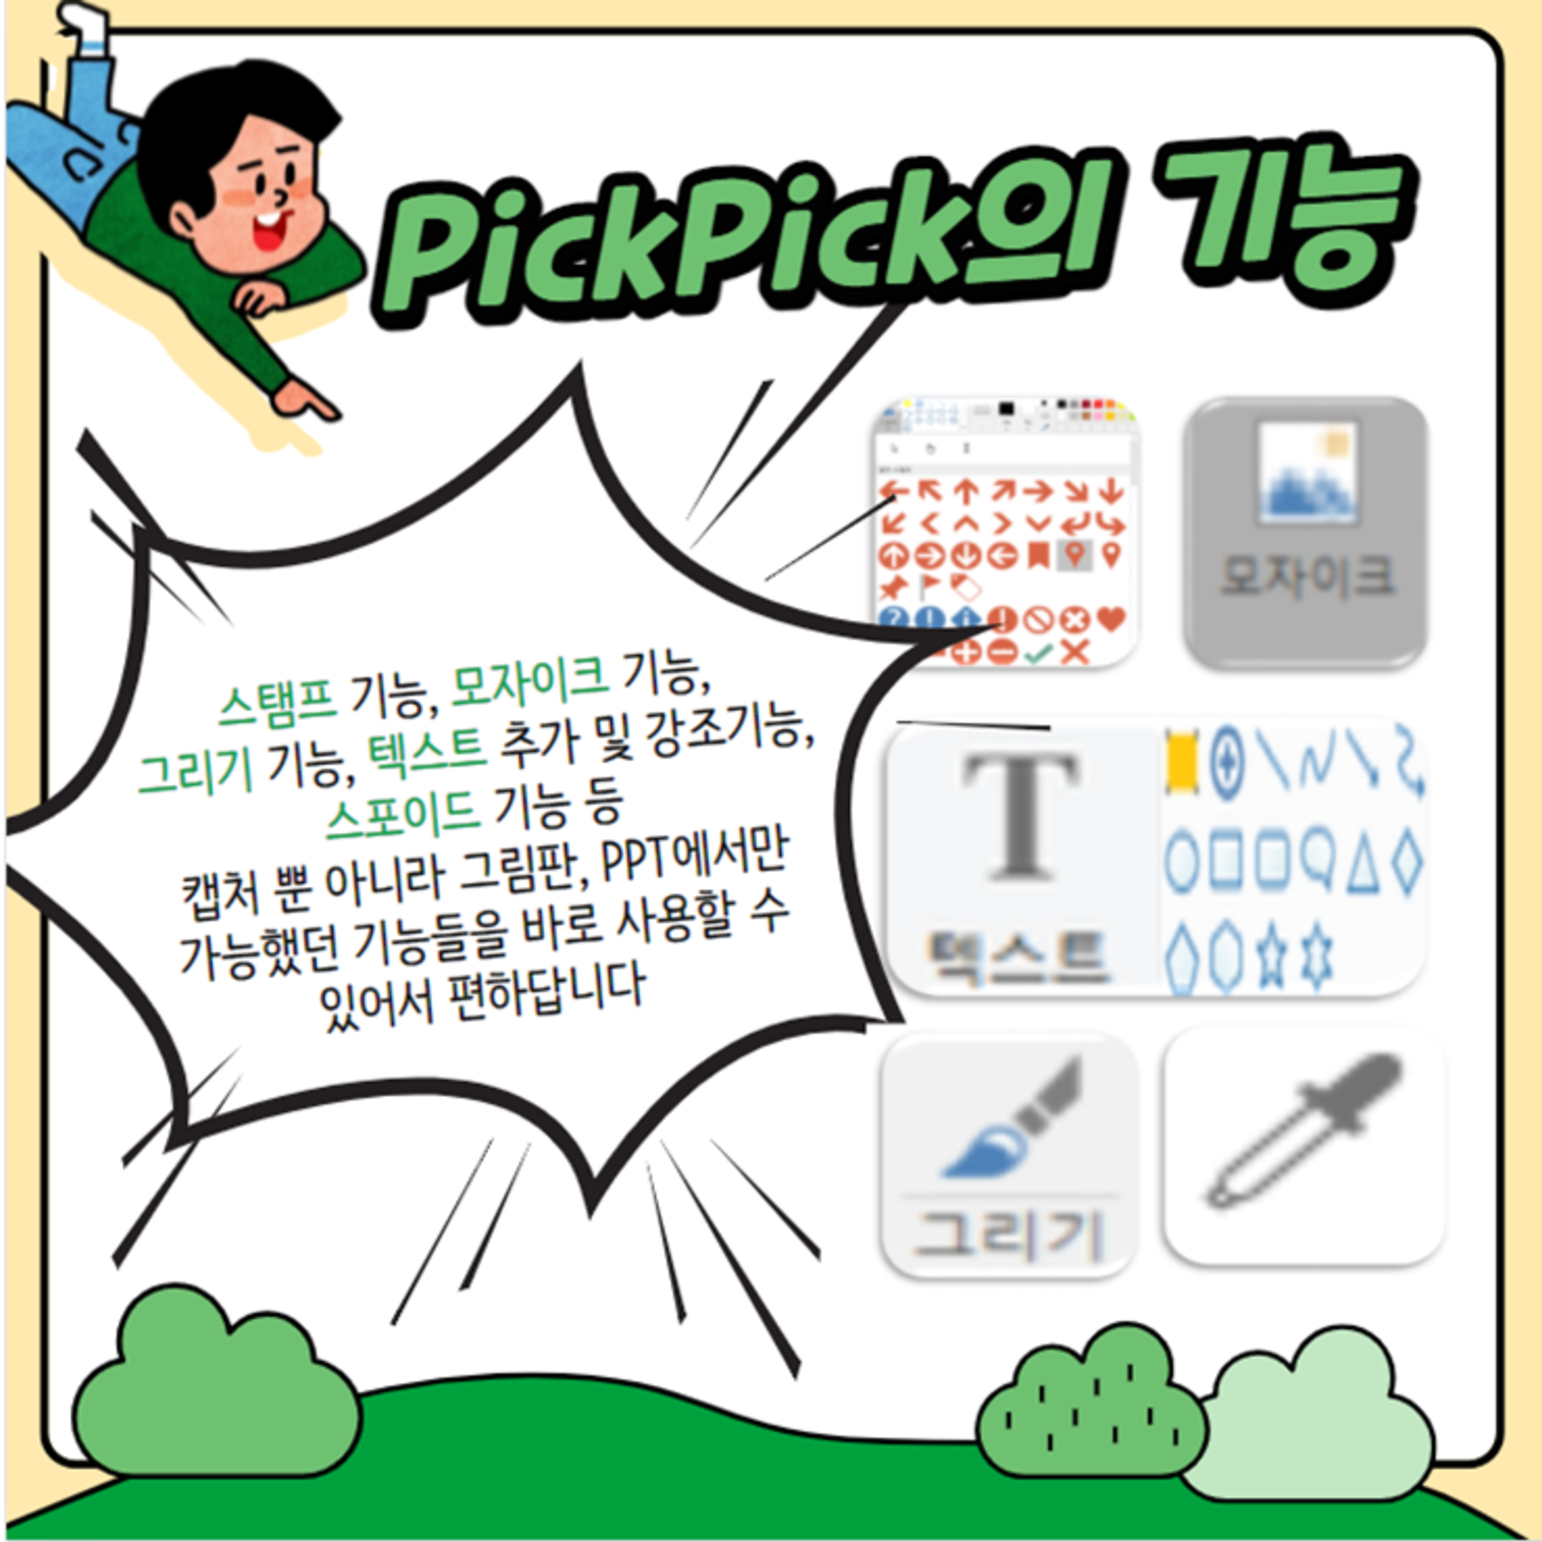 PickPick의 기능
스탬프 기능, 모자이크 기능,
그리기 기능, 텍스트 추가 및 강조기능,
스포이드 기능 등
캡처 뿐 아니라 그림판, PPT에서만
가능했던 기능들을 바로 사용할 수
있어서 편하답니다
모자이크
텍스트
그리기